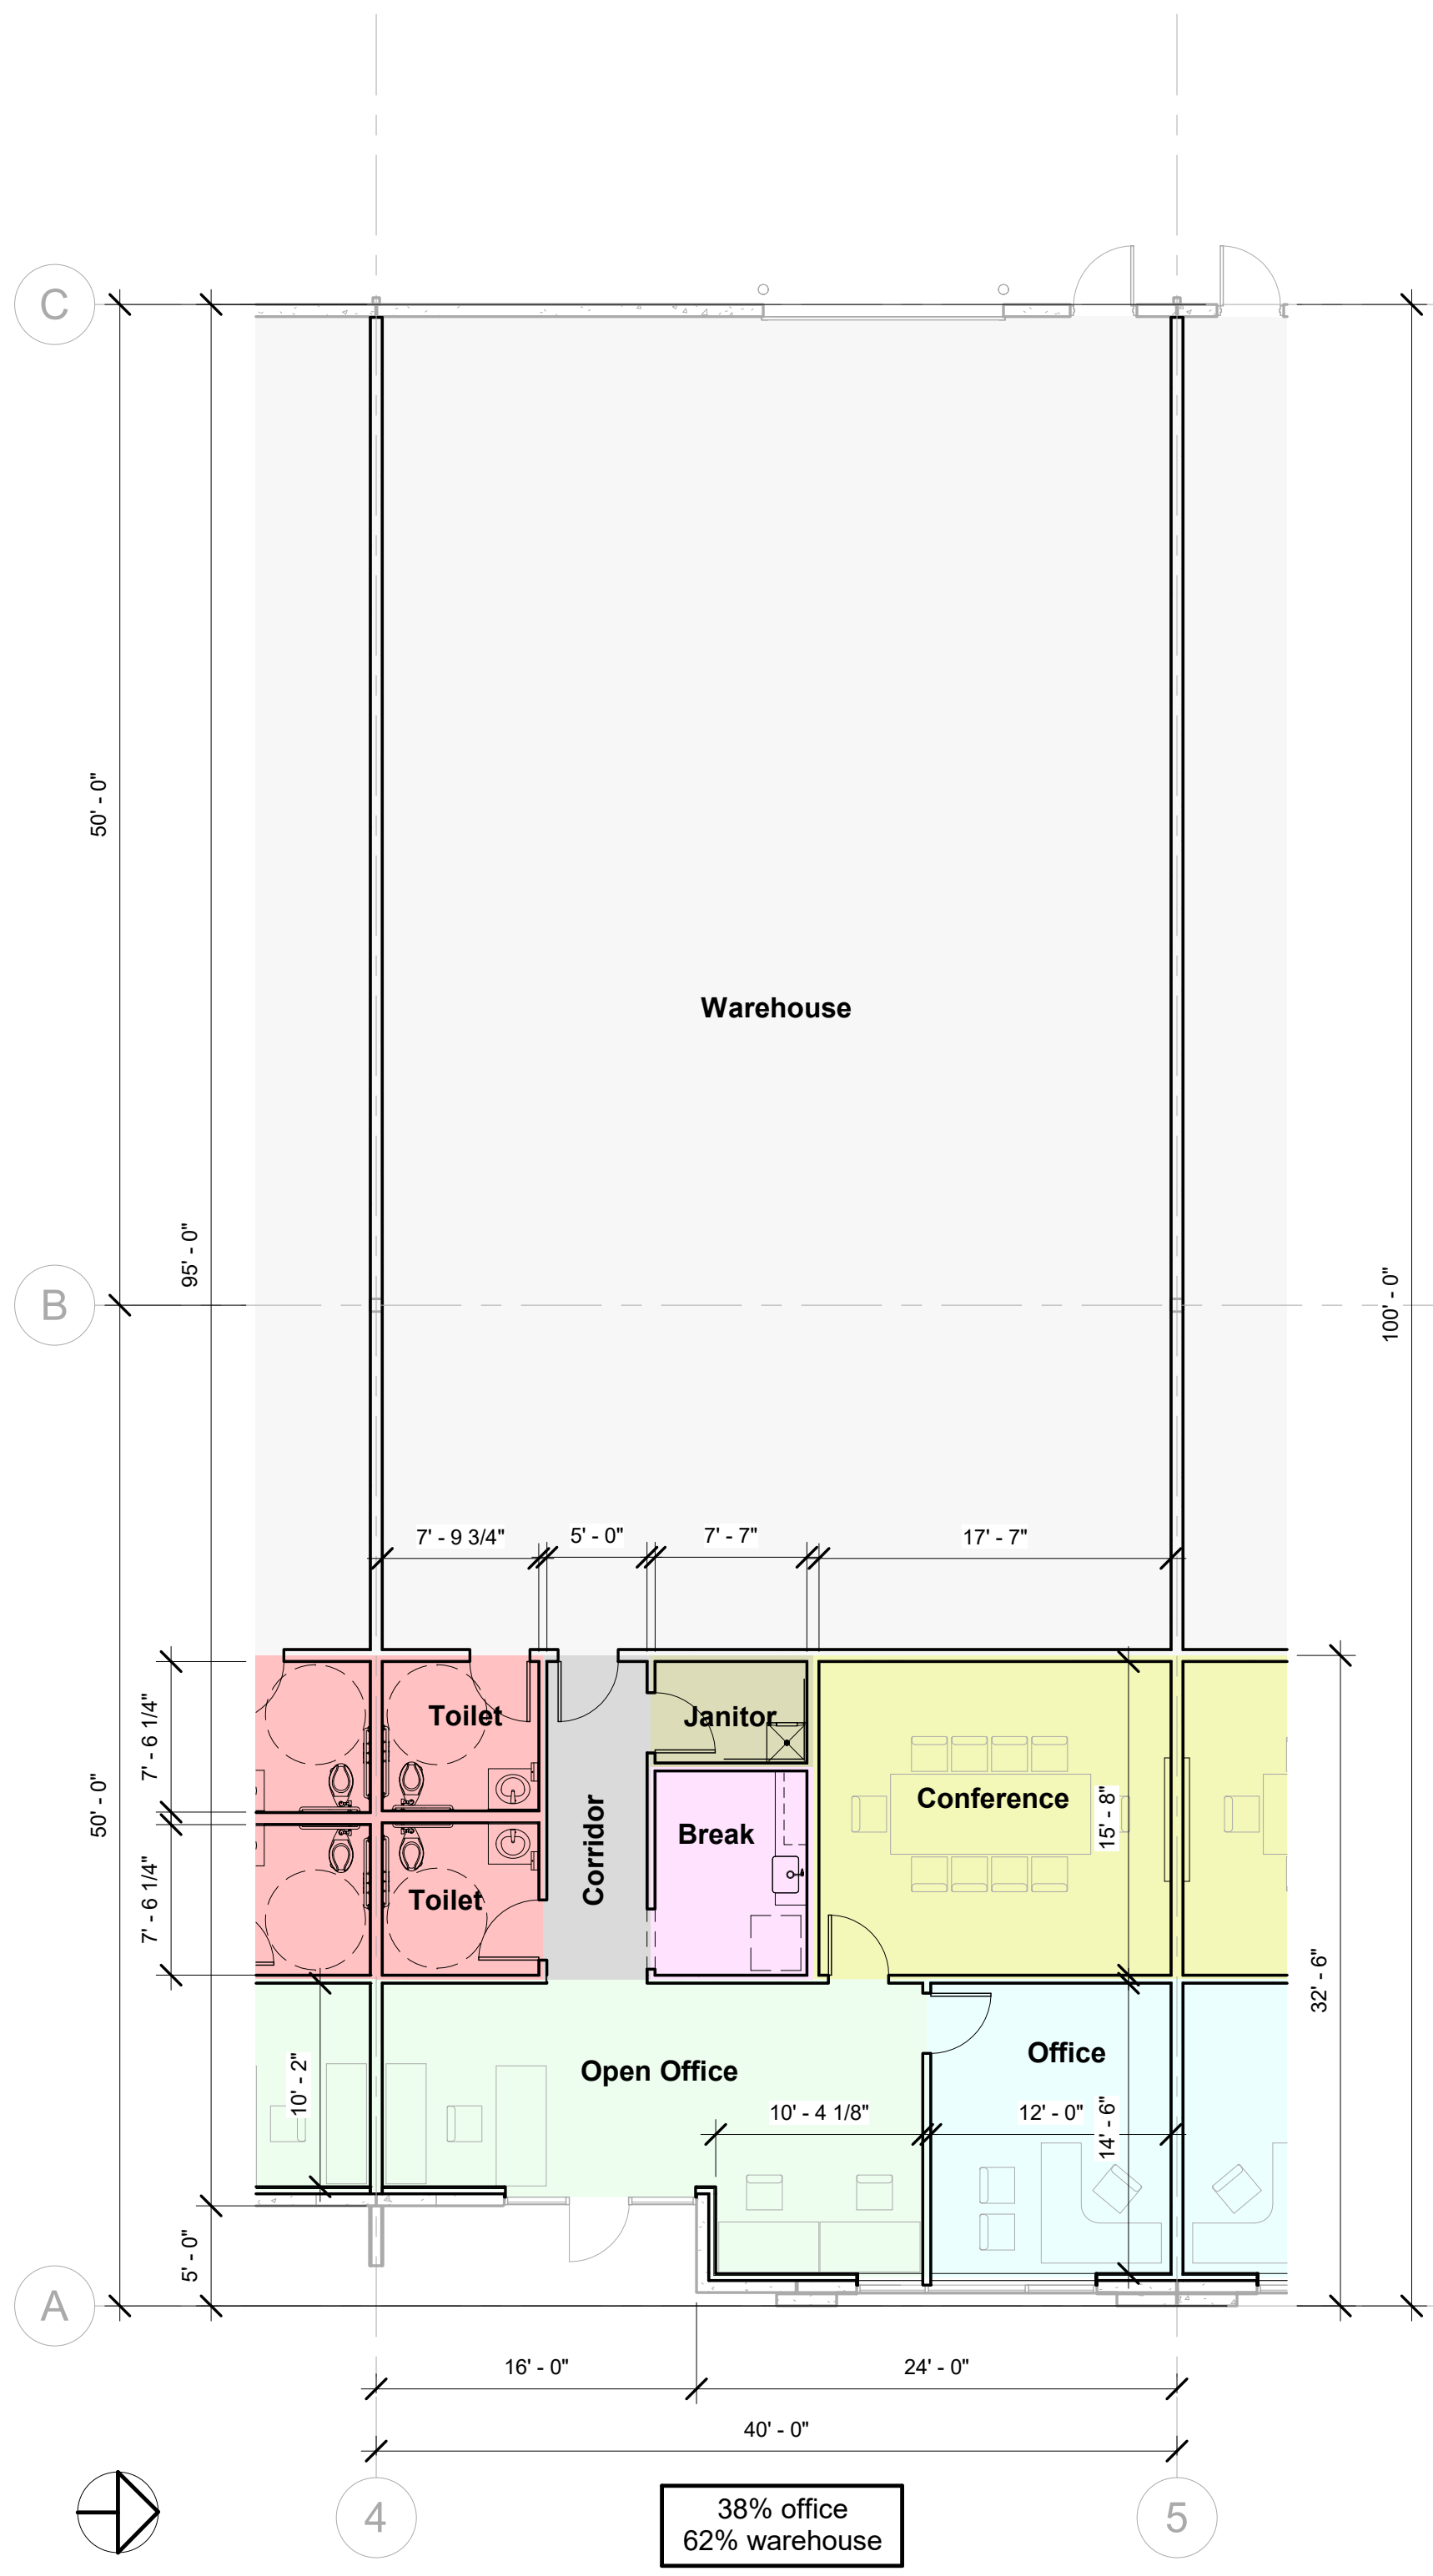 C
50' - 0"
95' - 0"
Warehouse
B
100' - 0"
7' - 9 3/4"
5' - 0"
7' - 7"
17' - 7"
7' - 6 1/4"
Toilet
Janitor
50' - 0"
Corridor
Break
Conference
15' - 8"
7' - 6 1/4"
Toilet
32' - 6"
10' - 2"
Open Office
Office
10' - 4 1/8"
12' - 0"
14' - 6"
5' - 0"
A
16' - 0"
24' - 0"
40' - 0"
4
38% office
62% warehouse
5